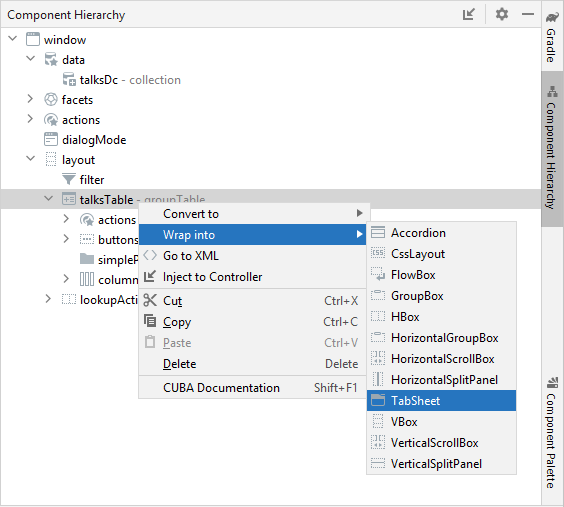 Component Hierarchy
window
data
talksDc - collection
facets
actions
dialogMode
layout
filter
talksTable - groupTable
actions
buttons
simpleP
column
lookupActi
Convert to
Wrap into
Go to XML
Inject to Controller
Cut Ctrl+X
Copy Ctrl+C
Paste Ctrl+V
Delete Delete
CUBA Documentation Shift+F1
Accordion
CssLayout
FlowBox
GroupBox
HBox
HorizontalGroupBox
HorizontalScrollBox
HorizontalSplitPanel
TabSheet
VBox
VerticalScrollBox
VerticalSplitPanel
Gradle
Component Hierarchy
Component Palette